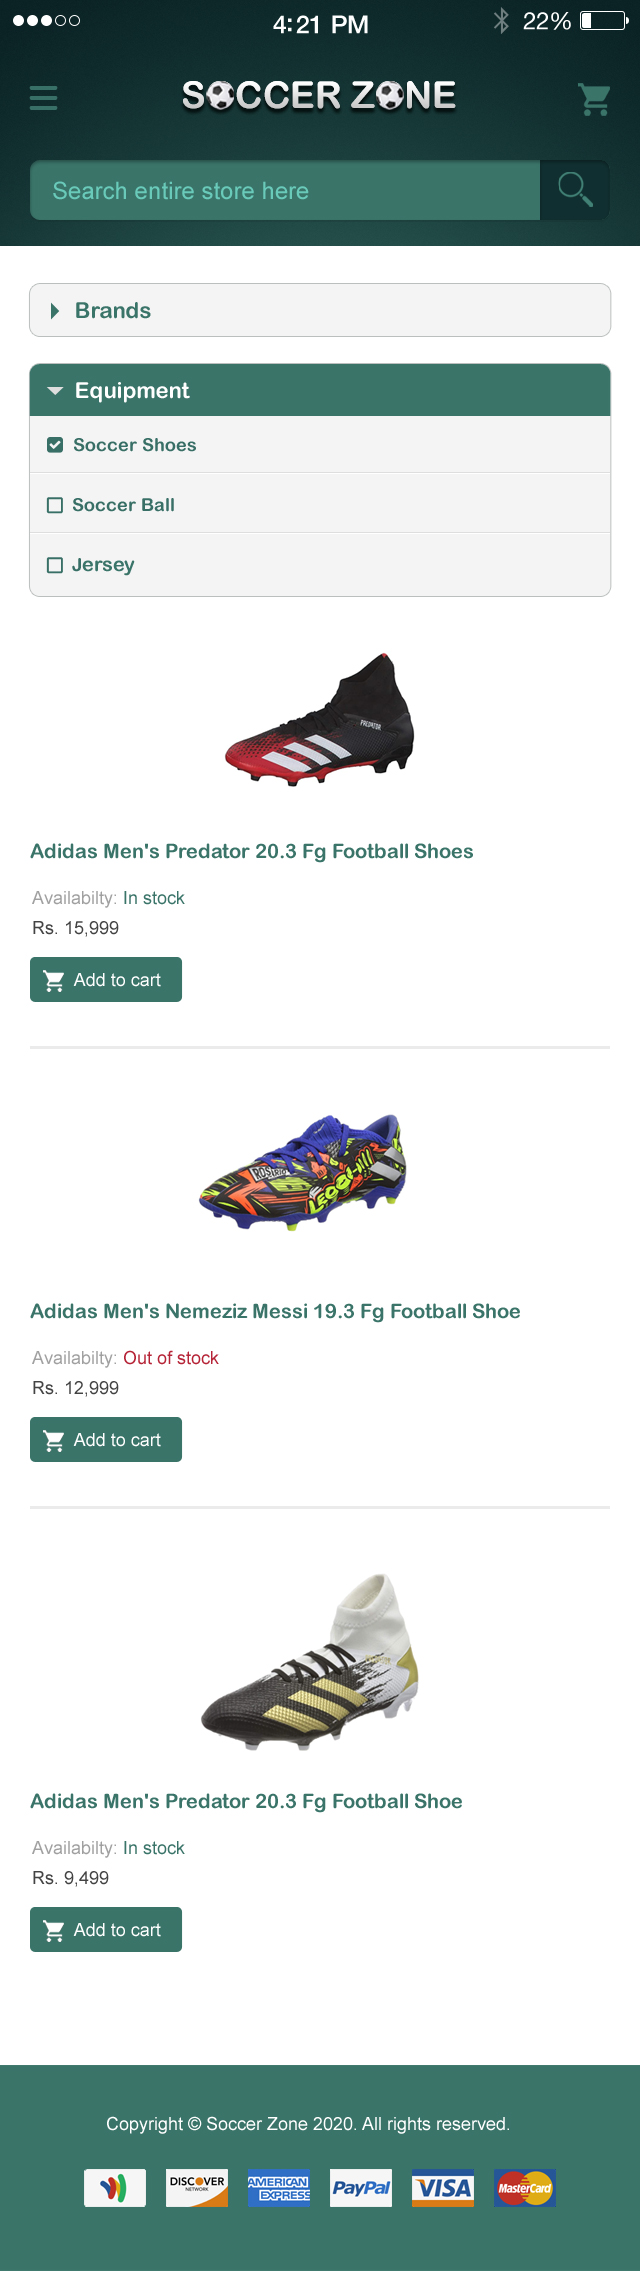 4:21 PM 22%
SOCCER ZONE
Search entire store here
Brands
Equipment
Soccer Shoes
Soccer Ball
Jersey
PREDATOR
Adidas Men's Predator 20.3 Fg Football Shoes
Availabilty: In stock
Rs. 15,999
Add to cart
Adidas Men's Nemeziz Messi 19.3 Fg Football Shoe
Availabilty: Out of stock
Rs. 12,999
Add to cart
Adidas Men's Predator 20.3 Fg Football Shoe
Availabilty: In stock
Rs. 9,499
Add to cart
Copyright © Soccer Zone 2020. All rights reserved.
DISCOVER
NETWORK
AMERICAN
EXPRESS
PayPal
VISA
MasterCard